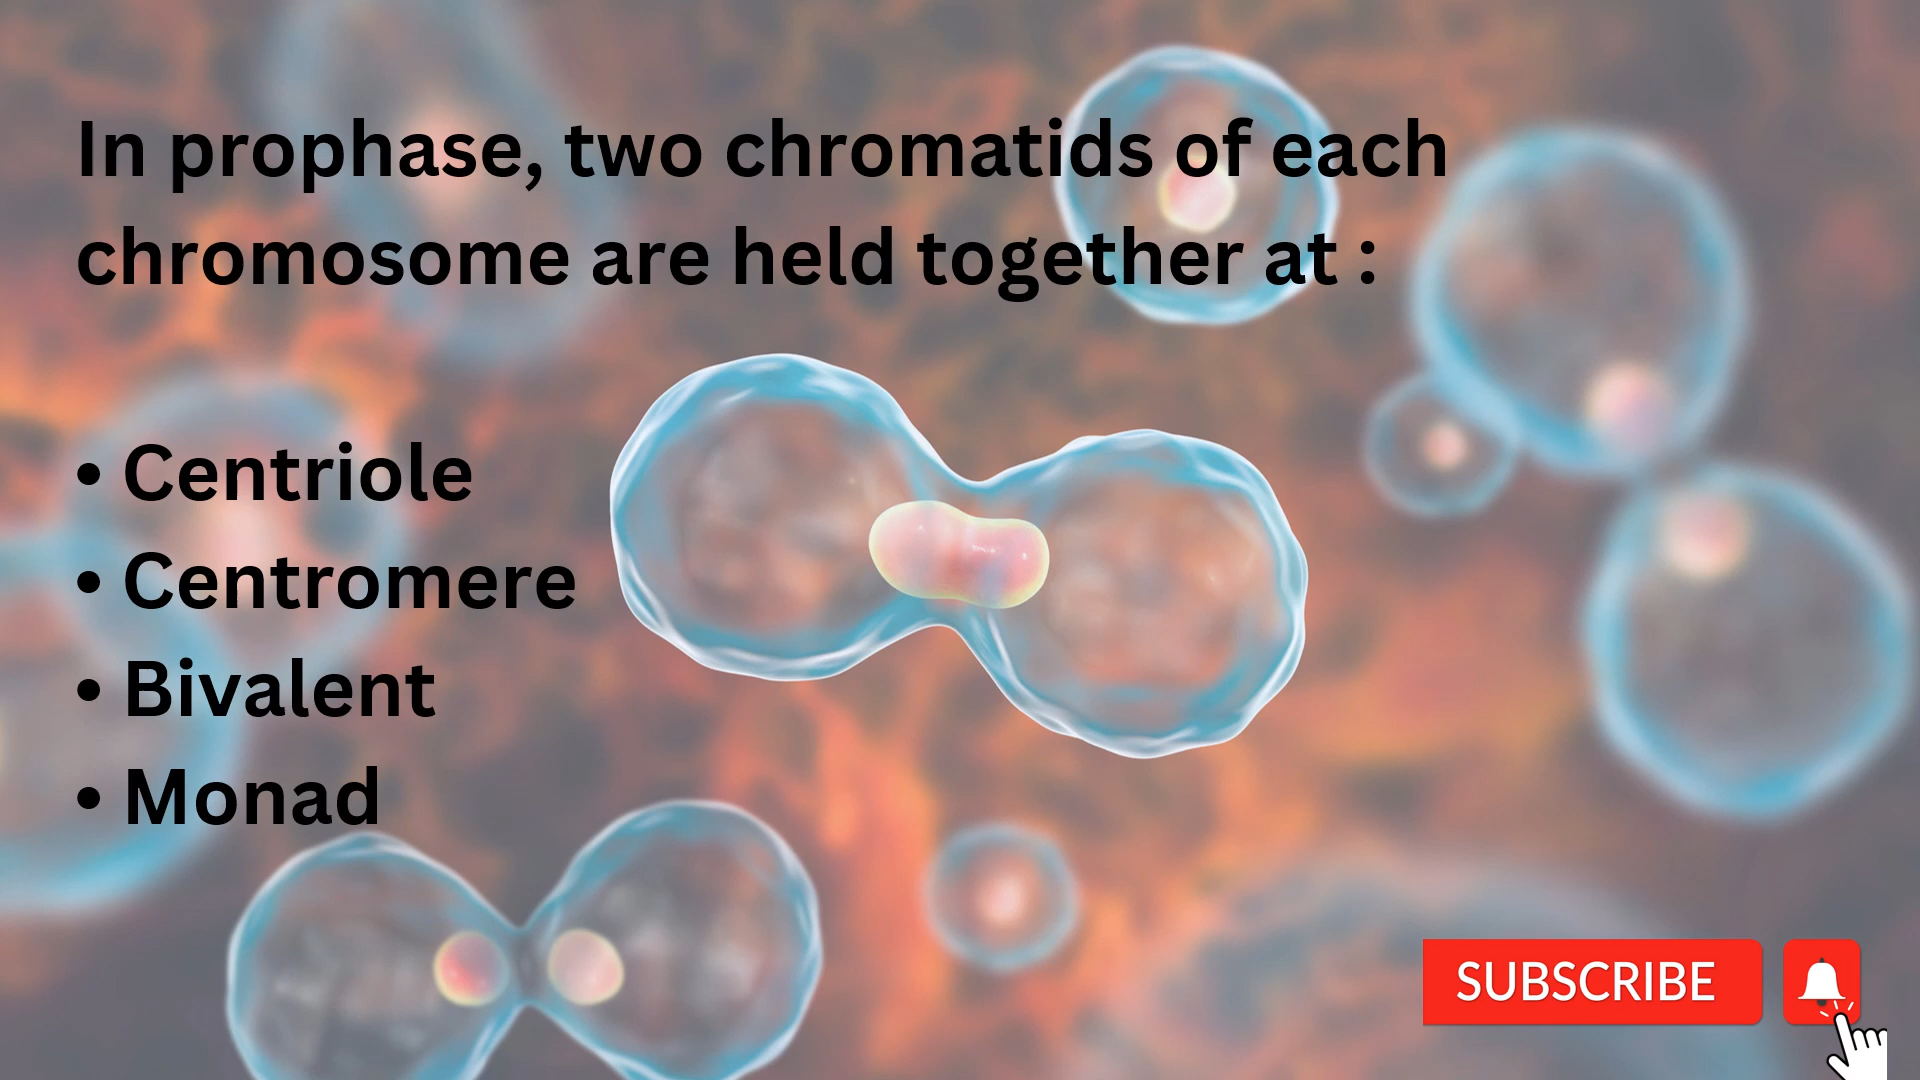 In prophase, two chromatids of each
chromosome are held together at :
• Centriole
• Centromere
• Bivalent
• Monad
SUBSCRIBE